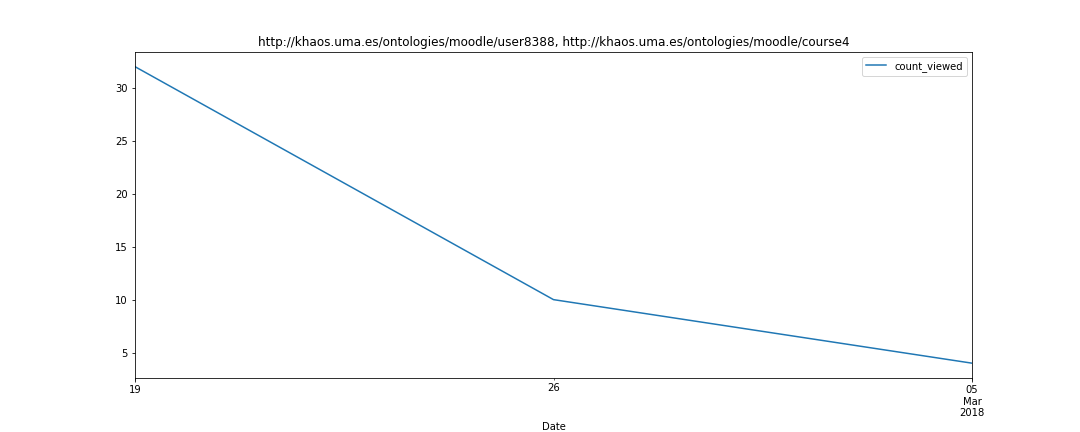 http://khaos.uma.es/ontologies/moodle/user8388, http://khaos.uma.es/ontologies/moodle/course4
count_viewed
30
25
20
15
10
5
19
26
05
Mar
2018
Date